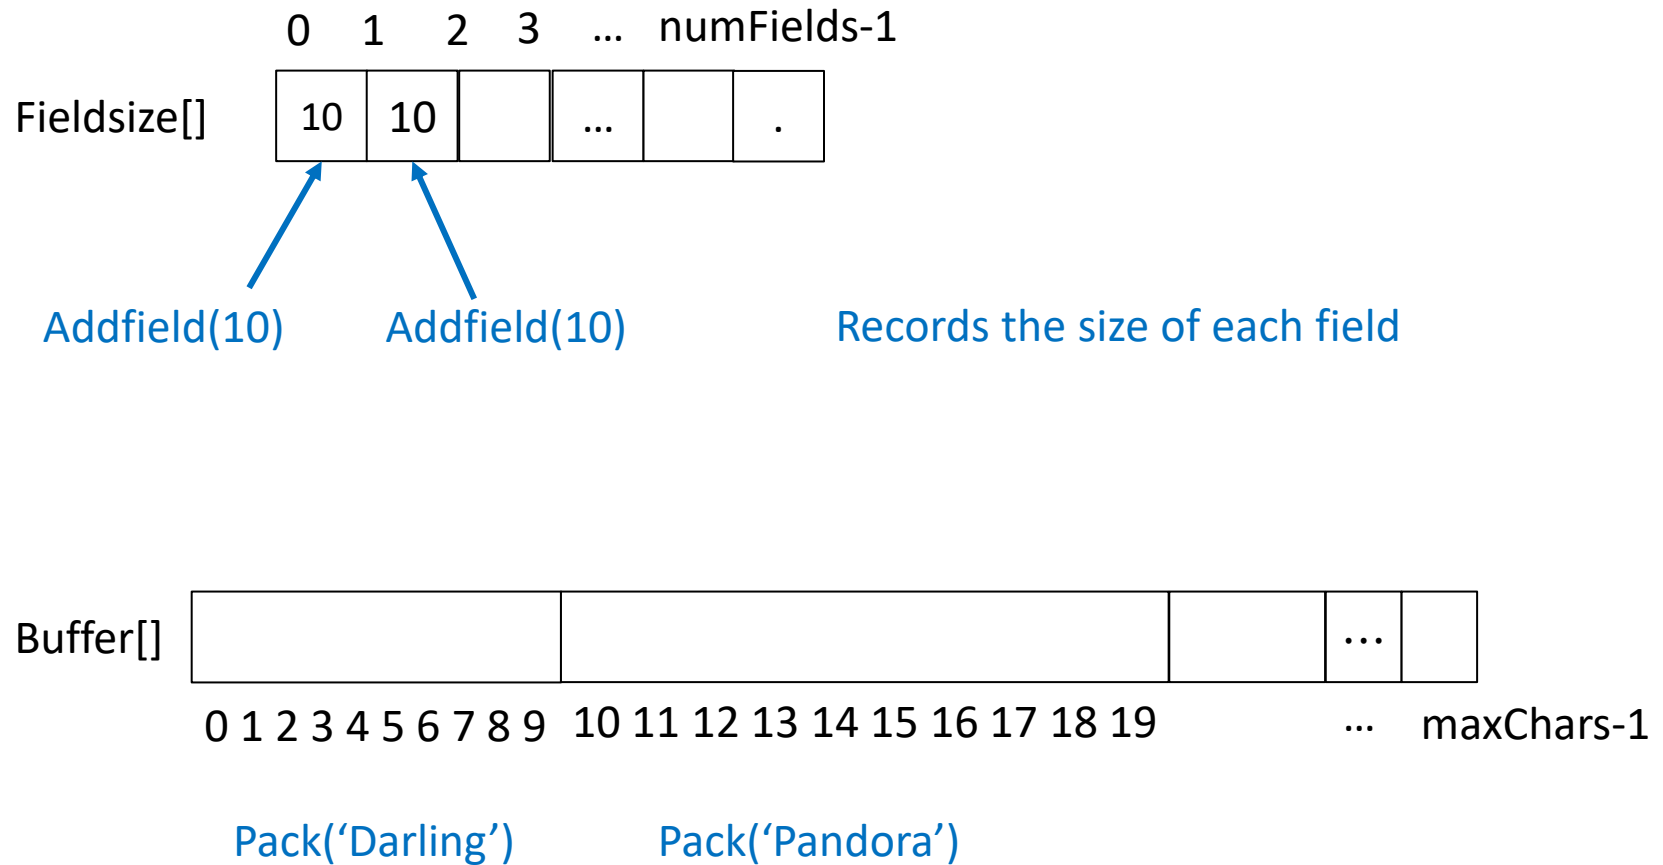 0 1 2 3 … numFields-1
Fieldsize[] 10 10 … .
Addfield(10) Addfield(10) Records the size of each field
Buffer[] …
0 1 2 3 4 5 6 7 8 9 10 11 12 13 14 15 16 17 18 19 … maxChars-1
Pack(‘Darling’) Pack(‘Pandora’)